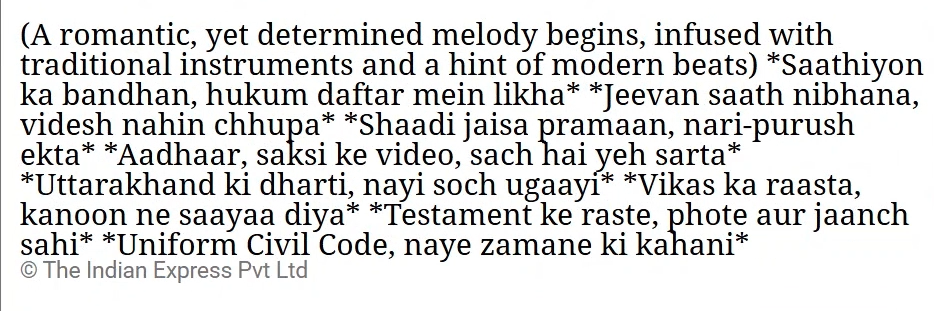 (A romantic, yet determined melody begins, infused with
traditional instruments and a hint of modern beats) *Saathiyon
ka bandhan, hukum daftar mein likha* *Jeevan saath nibhana,
videsh nahin chhupa* *Shaadi jaisa pramaan, nari-purush
ekta* *Aadhaar, saksi ke video, sach hai yeh sarta*
*Uttarakhand ki dharti, nayi soch ugaayi* *Vikas ka raasta,
kanoon ne saayaa diya* *Testament ke raste, phote aur jaanch
sahi* *Uniform Civil Code, naye zamane ki kahani*
© The Indian Express Pvt Ltd